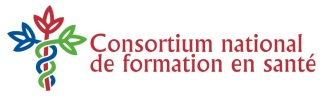 Consortium national
de formation en santé